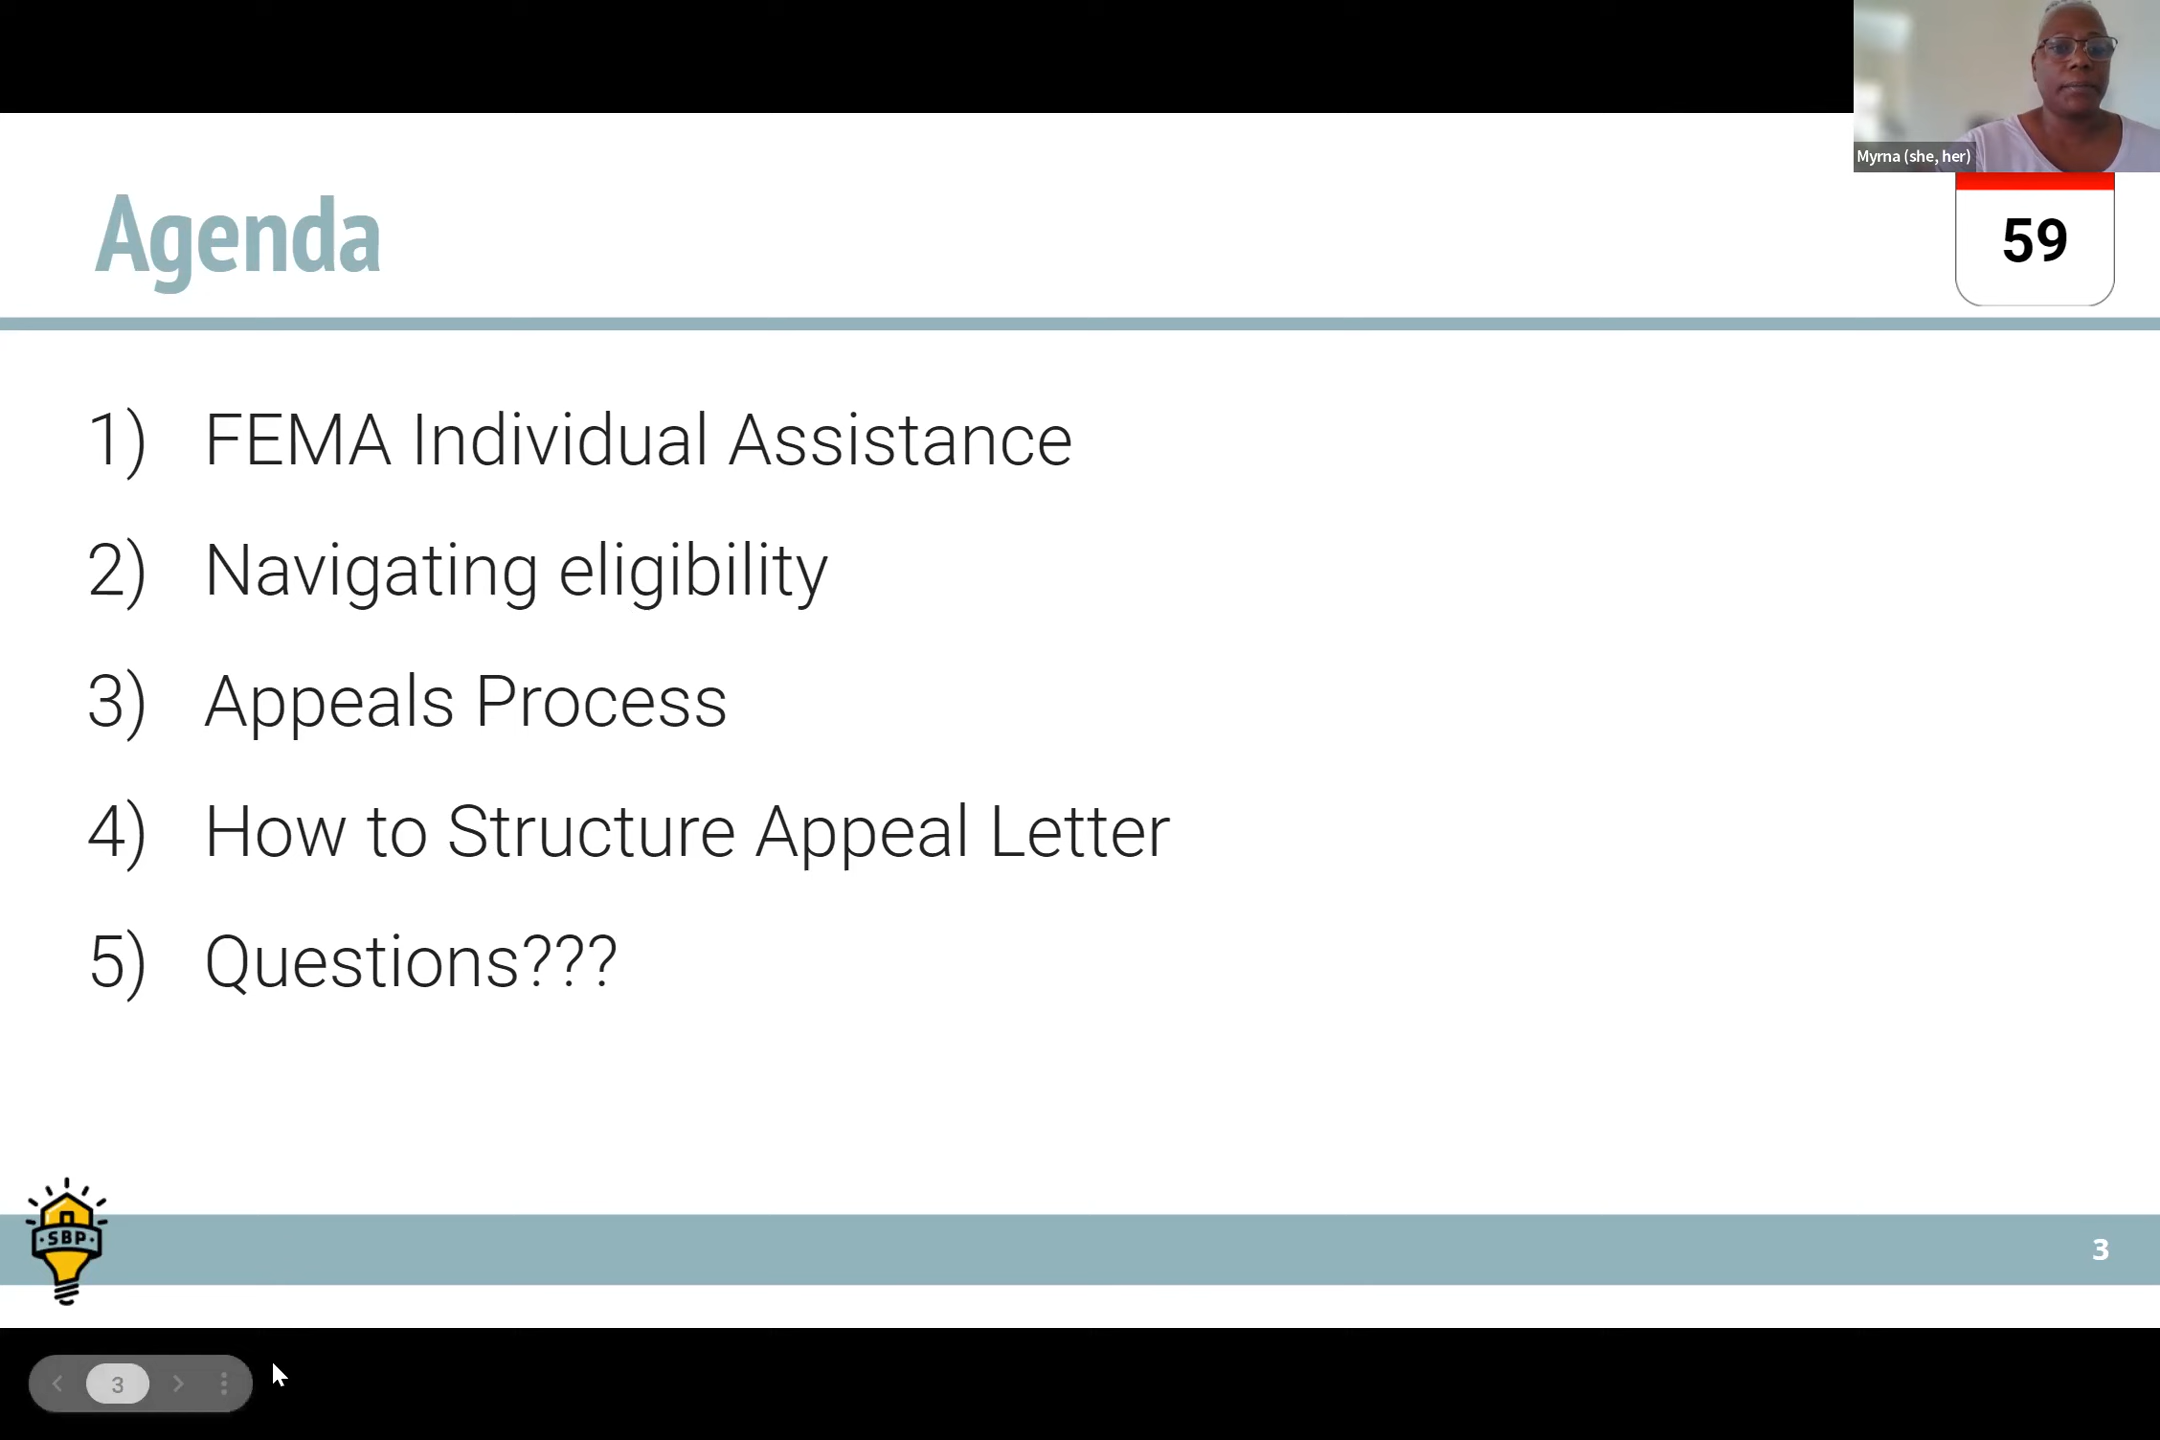 Myrna (she, her)
Agenda
59
1) FEMA Individual Assistance
2) Navigating eligibility
3) Appeals Process
4) How to Structure Appeal Letter
5) Questions???
·SBP·
3
3